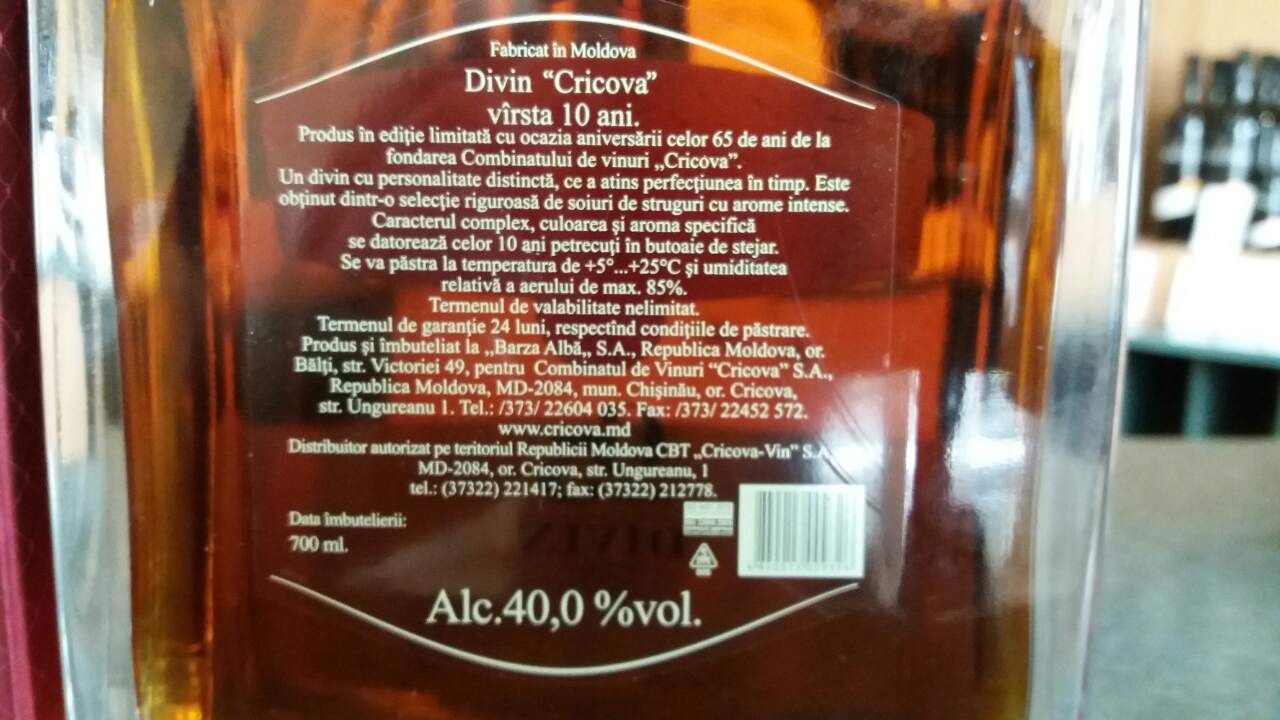 Fabricat în Moldova
Divin “Cricova”
vîrsta 10 ani.
Produs în ediție limitată cu ocazia aniversării celor 65 de ani de la
fondarea Combinatului de vinuri „Cricova”.
Un divin cu personalitate distinctă, ce a atins perfecțiunea în timp. Este
obținut dintr-o selecție riguroasă de soiuri de struguri cu arome intense.
Caracterul complex, culoarea și aroma specifică
se datorează celor 10 ani petrecuți în butoaie de stejar.
Se va păstra la temperatura de +5°...+25°C și umiditatea
relativă a aerului de max. 85%.
Termenul de valabilitate nelimitat.
Termenul de garanție 24 luni, respectînd condițiile de păstrare.
Produs și îmbuteliat la „Barza Albă„ S.A., Republica Moldova, or.
Bălți, str. Victoriei 49, pentru Combinatul de Vinuri “Cricova” S.A.,
Republica Moldova, MD-2084, mun. Chișinău, or. Cricova,
str. Ungureanu 1. Tel.: /373/ 22604 035. Fax: /373/ 22452 572.
www.cricova.md
Distribuitor autorizat pe teritoriul Republicii Moldova CBT „Cricova-Vin” S.A
MD-2084, or. Cricova, str. Ungureanu, 1
tel.: (37322) 221417; fax: (37322) 212778.
Data îmbutelierii:
700 ml.
Alc.40,0 %vol.